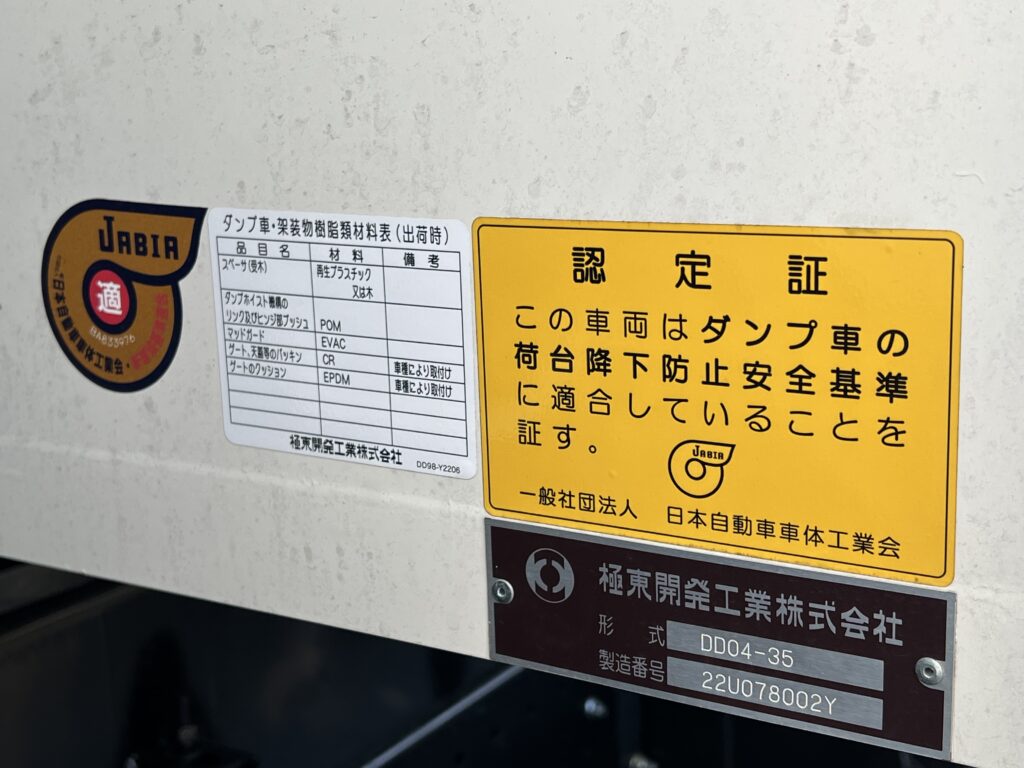 JABIA
適
BA833976
ダンプ車・架装物樹脂類材料表(出荷時)
品目名 材料 備考
スペーサ(受木) 再生プラスチック
又は木
ダンプホイスト機構の
リンク及びヒンジ部ブッシュ POM
マッドガード EVAC
ゲート、天蓋等のパッキン CR 車種により取付け
ゲートのクッション EPDM 車種により取付け
極東開発工業株式会社
DD98-Y2206
認定証
この車両はダンプ車の
荷台降下防止安全基準
に適合していることを
証す。
JABIA
一般社団法人 日本自動車車体工業会
極東開発工業株式会社
形式 DD04-35
製造番号 22U078002Y